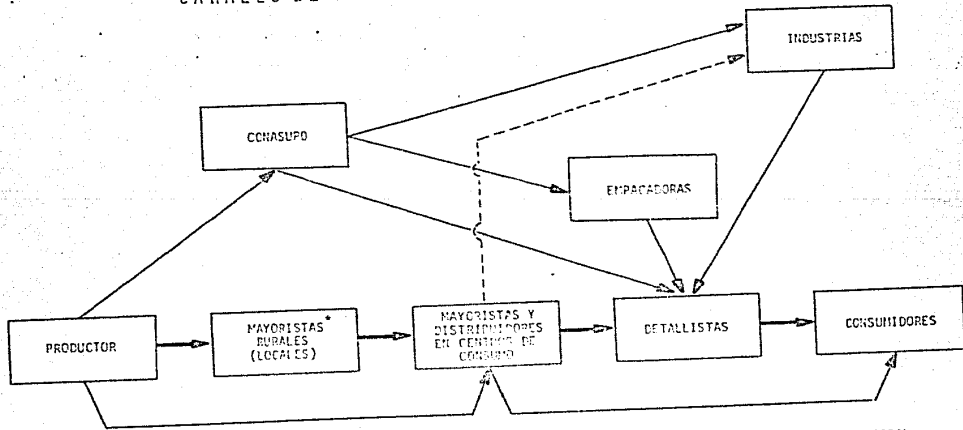 CANALES DE
INDUSTRIAS
CONASUPO
EMPACADORAS
PRODUCTOR
MAYORISTAS*
RURALES
(LOCALES)
MAYORISTAS Y
DISTRIBUIDORES
EN CENTROS DE
CONSUMO
DETALLISTAS
CONSUMIDORES